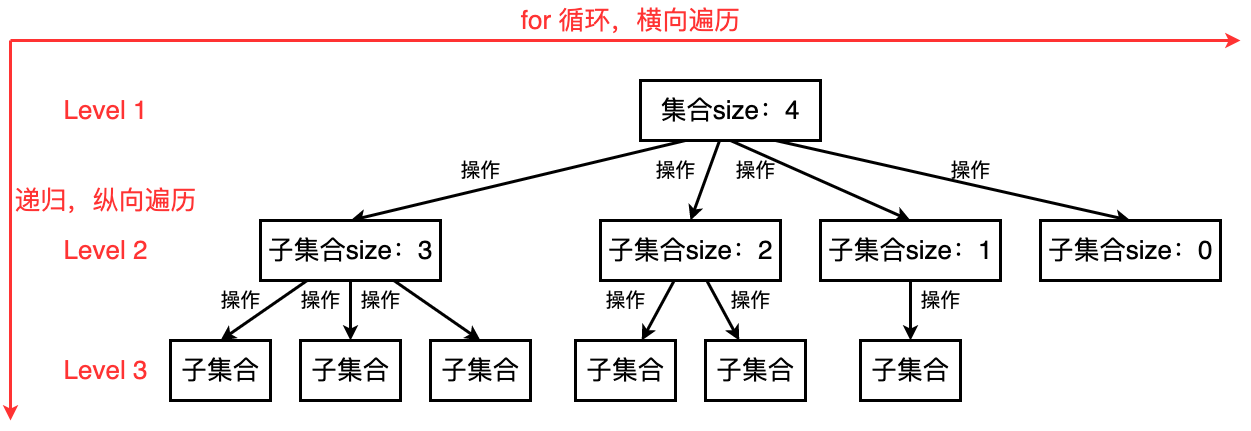 for 循环，横向遍历
Level 1
集合size：4
操作
操作
操作
操作
递归，纵向遍历
Level 2
子集合size：3
子集合size：2
子集合size：1
子集合size：0
操作
操作
操作
操作
操作
操作
Level 3
子集合
子集合
子集合
子集合
子集合
子集合